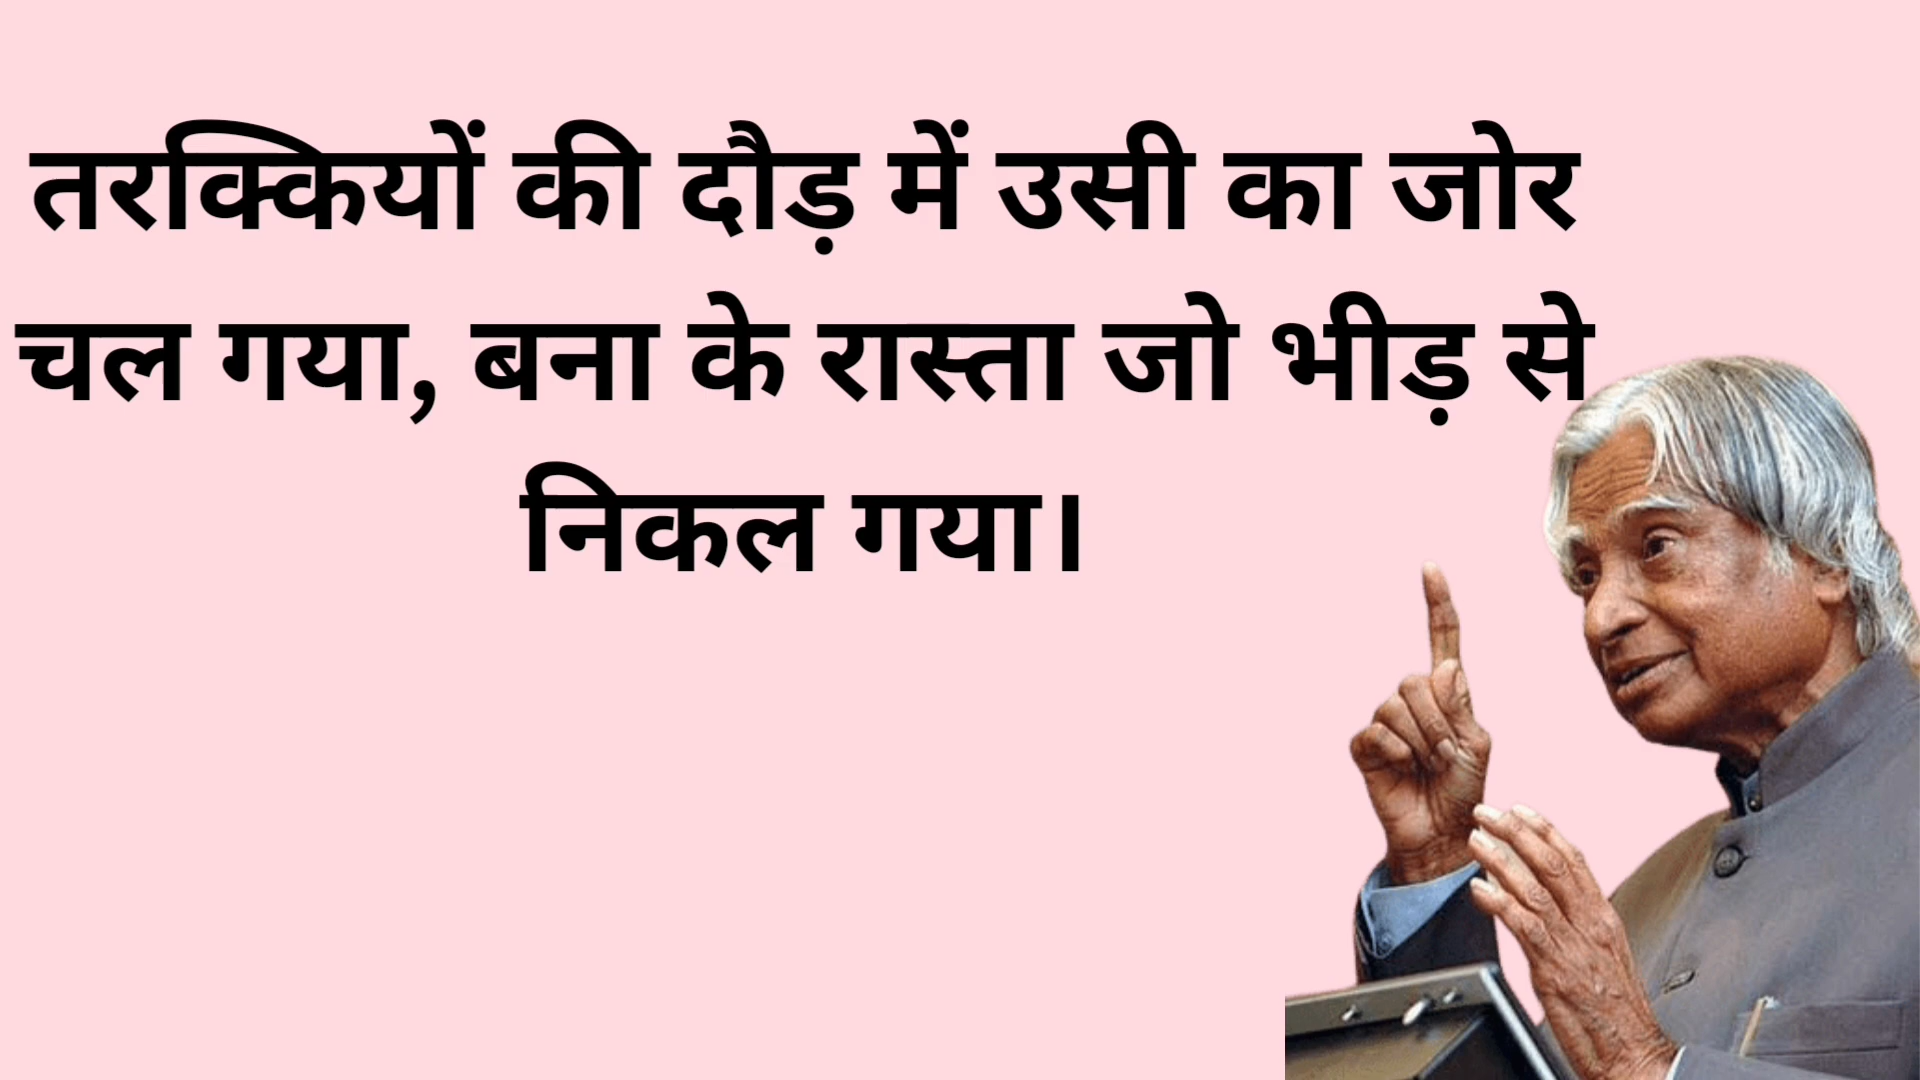 तरक्कियों की दौड़ में उसी का जोर
चल गया, बना के रास्ता जो भीड़ से
निकल गया।